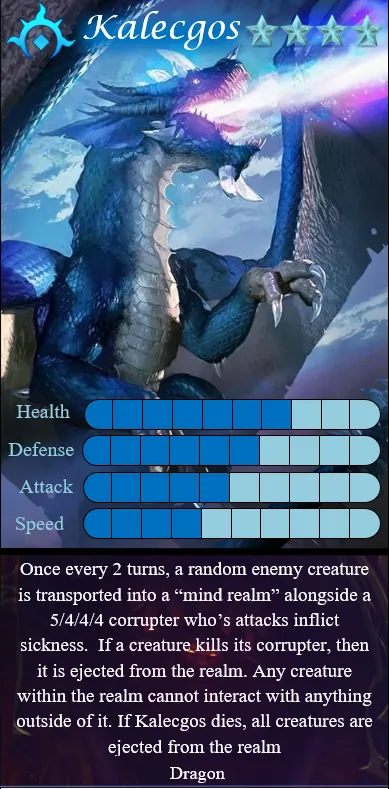 Kalecgos
Health
Defense
Attack
Speed
Once every 2 turns, a random enemy creature
is transported into a “mind realm” alongside a
5/4/4/4 corrupter who’s attacks inflict
sickness.  If a creature kills its corrupter, then
it is ejected from the realm. Any creature
within the realm cannot interact with anything
outside of it. If Kalecgos dies, all creatures are
ejected from the realm
Dragon